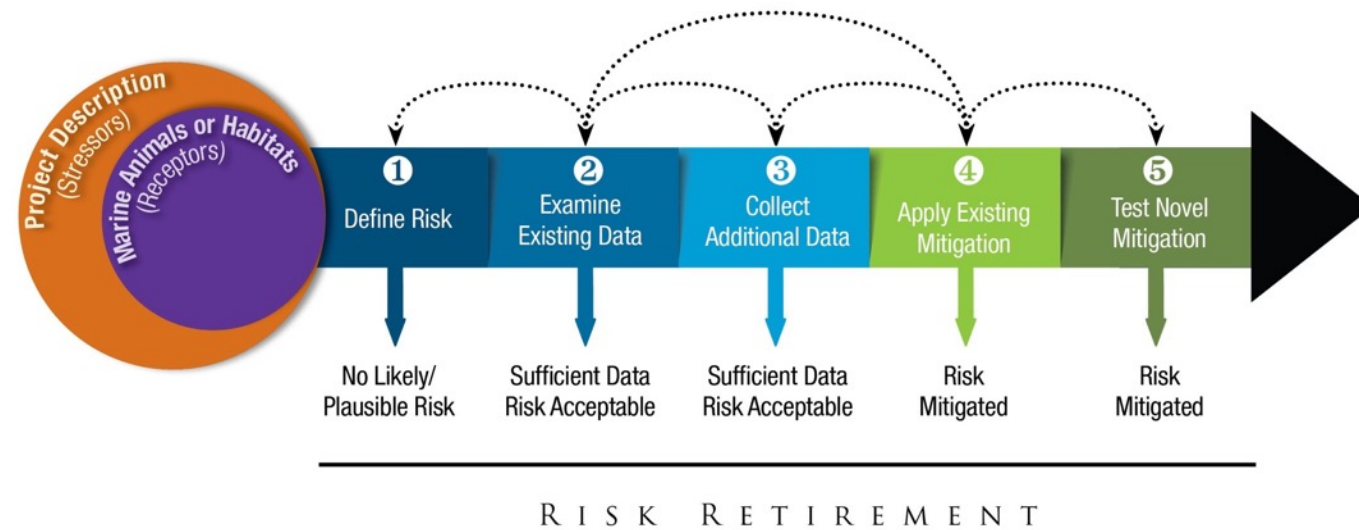 Project Description
(Stressors)
Marine Animals or Habitats
(Receptors)
1
Define Risk
2
Examine
Existing Data
3
Collect
Additional Data
4
Apply Existing
Mitigation
5
Test Novel
Mitigation
No Likely/
Plausible Risk
Sufficient Data
Risk Acceptable
Sufficient Data
Risk Acceptable
Risk
Mitigated
Risk
Mitigated
RISK RETIREMENT